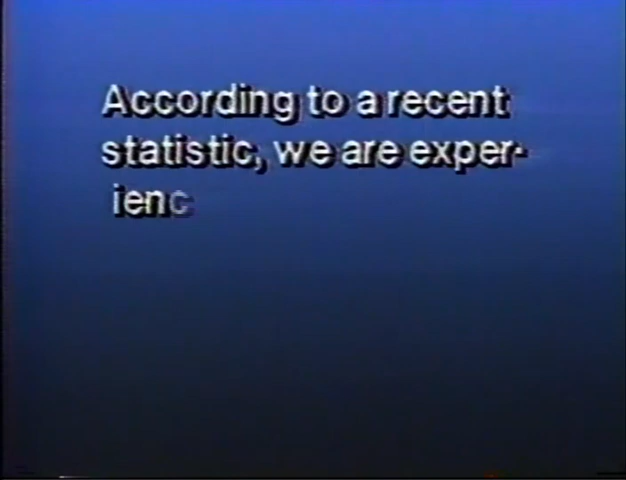 According to a recent
statistic, we are exper-
ienc